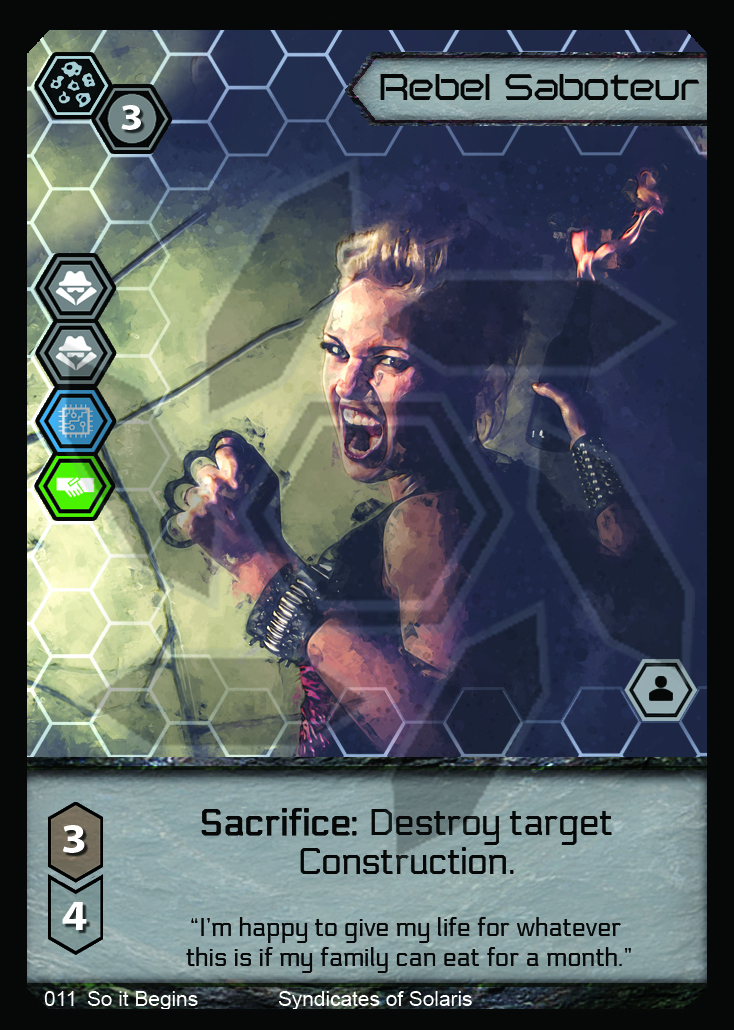 Rebel Saboteur
3
3
4
Sacrifice: Destroy target
Construction.
“I'm happy to give my life for whatever
this is if my family can eat for a month.”
011 So it Begins Syndicates of Solaris